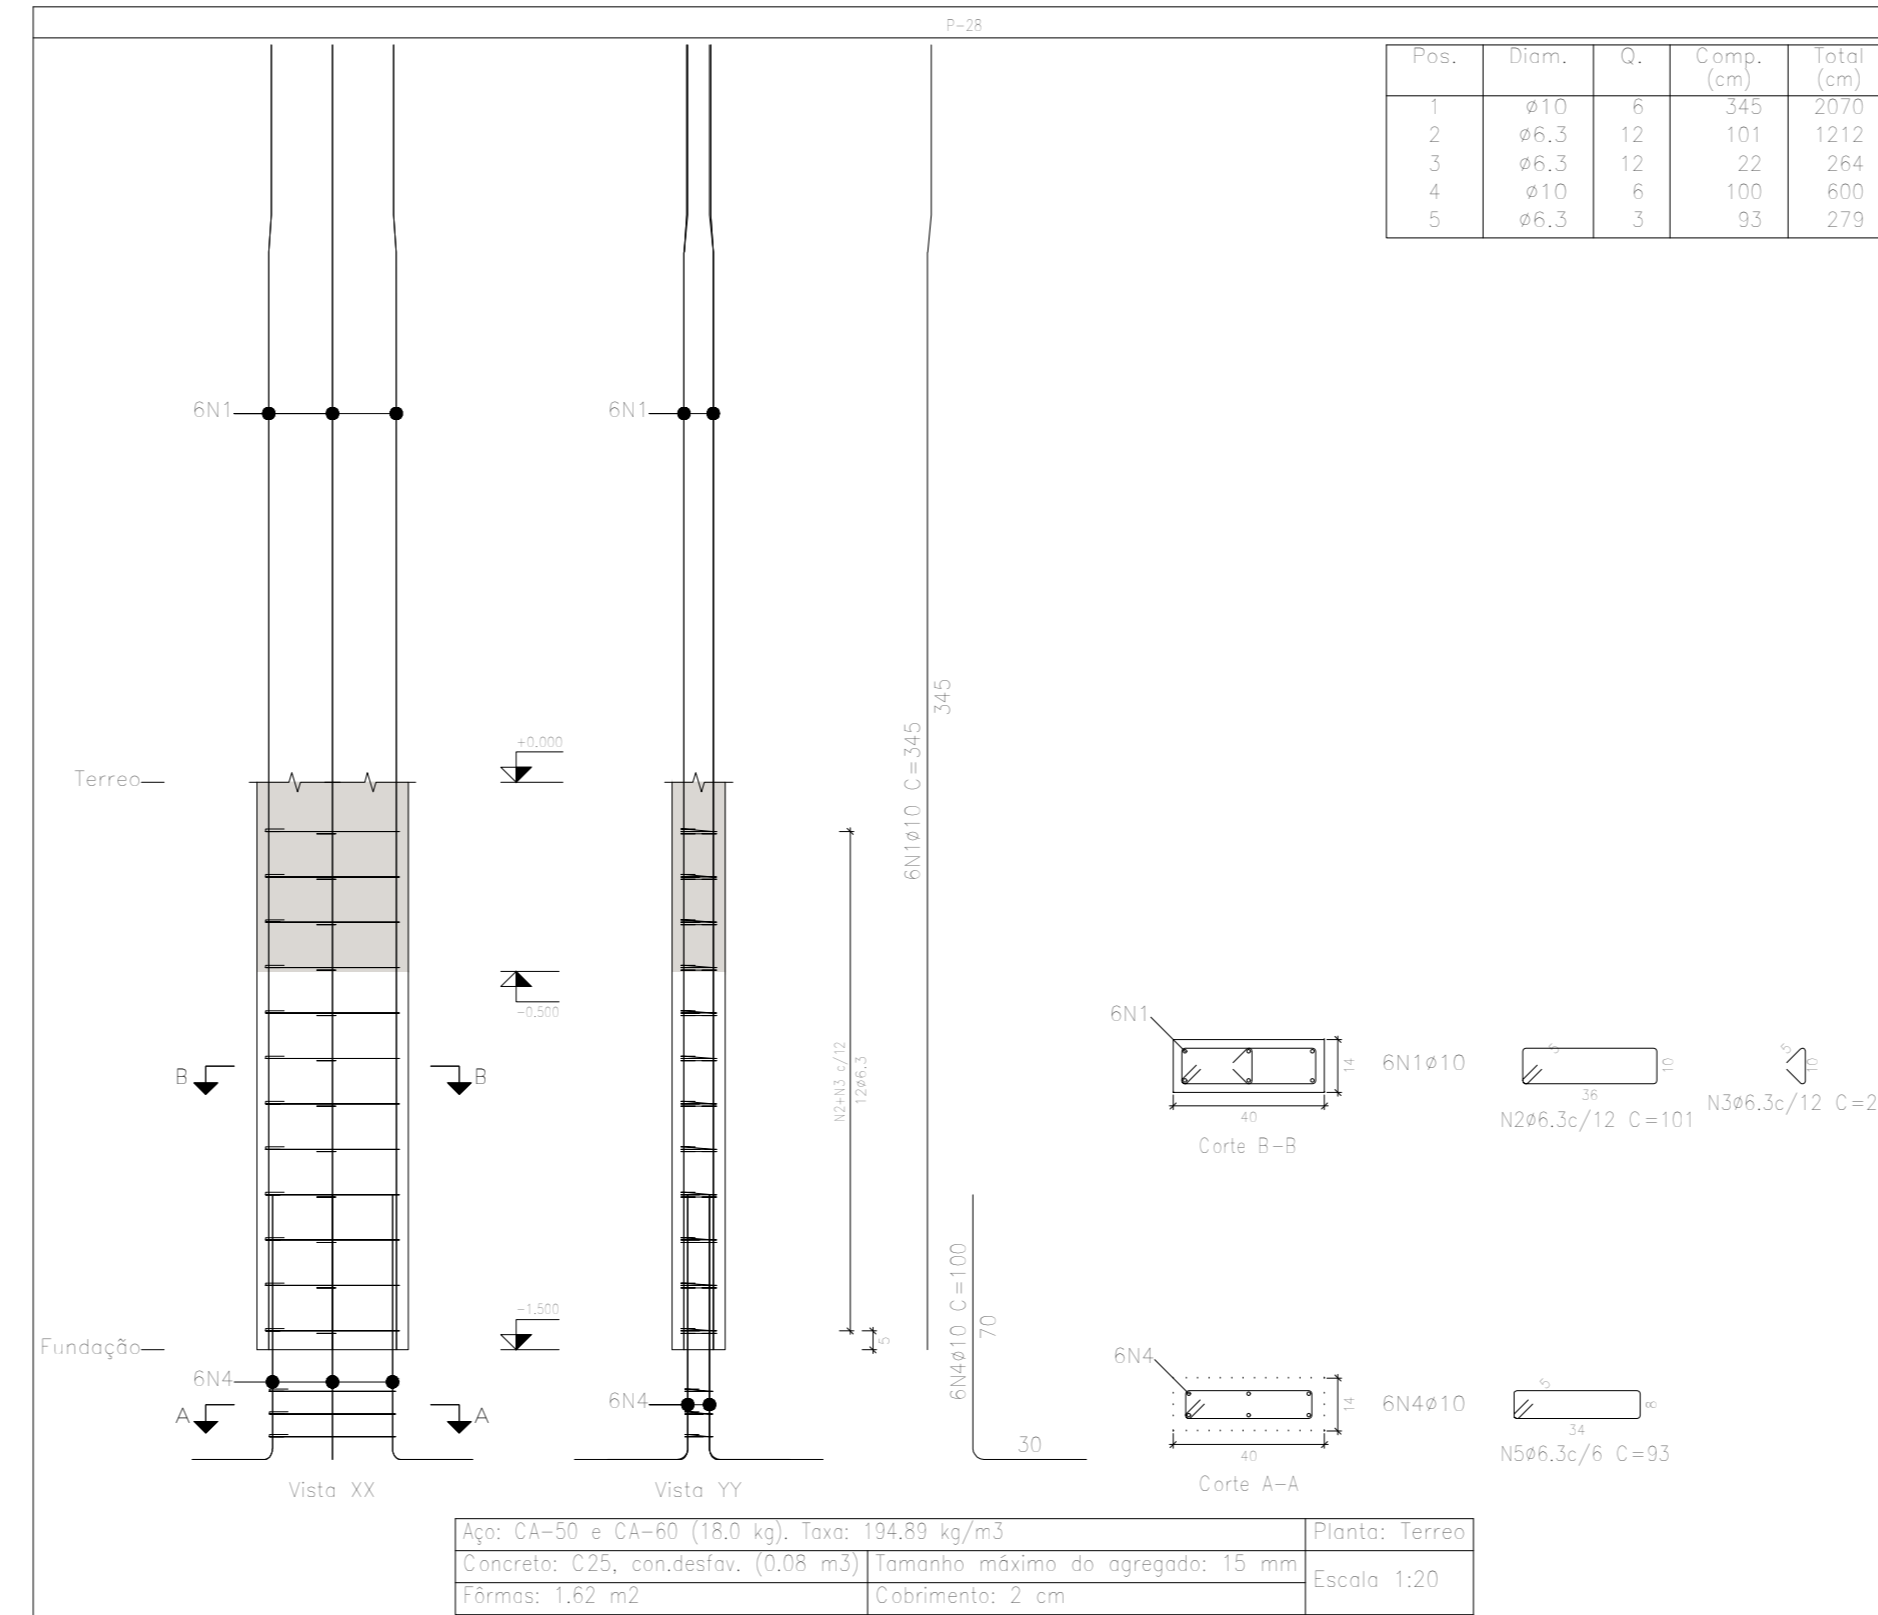 P-28
Pos. Diam. Q. Comp. (cm) Total (cm)
1 ø10 6 345 2070
2 ø6.3 12 101 1212
3 ø6.3 12 22 264
4 ø10 6 100 600
5 ø6.3 3 93 279
6N1
6N1
345
6N1ø10 C=345
+0.000
Terreo
-0.500
B
B
N2+N3 c/12
12ø6.3
6N1
14
40
Corte B-B
6N1ø10
5
10
36
N2ø6.3c/12 C=101
5
10
N3ø6.3c/12 C=2
-1.500
Fundação
5
6N4ø10 C=100
70
30
6N4
6N4
A
A
Vista XX
Vista YY
6N4
14
40
Corte A-A
6N4ø10
5
8
34
N5ø6.3c/6 C=93
Aço: CA-50 e CA-60 (18.0 kg). Taxa: 194.89 kg/m3
Planta: Terreo
Concreto: C25, con.desfav. (0.08 m3)
Tamanho máximo do agregado: 15 mm
Escala 1:20
Fôrmas: 1.62 m2
Cobrimento: 2 cm